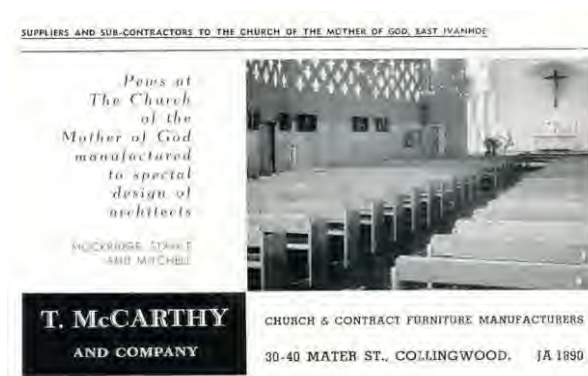 SUPPLIERS AND SUB-CONTRACTORS TO THE CHURCH OF THE MOTHER OF GOD, EAST IVANHOE
Pews at
The Church
of the
Mother of God
manufactured
to special
design of
architects
MOCKRIDGE, STAHLE
AND MITCHELL
T. McCARTHY
AND COMPANY
CHURCH & CONTRACT FURNITURE MANUFACTURERS
30-40 MATER ST., COLLINGWOOD. JA 1890